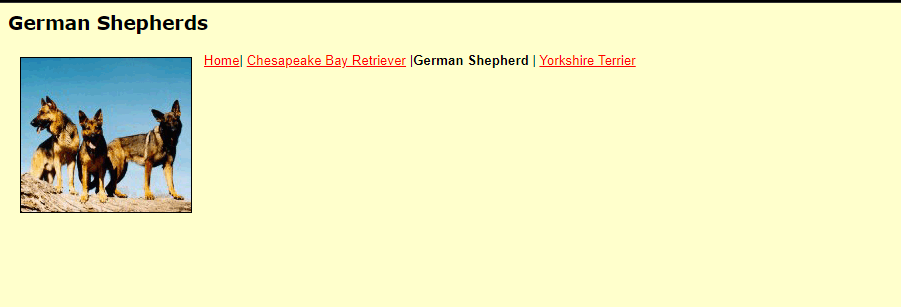 German Shepherds
Home| Chesapeake Bay Retriever |German Shepherd | Yorkshire Terrier